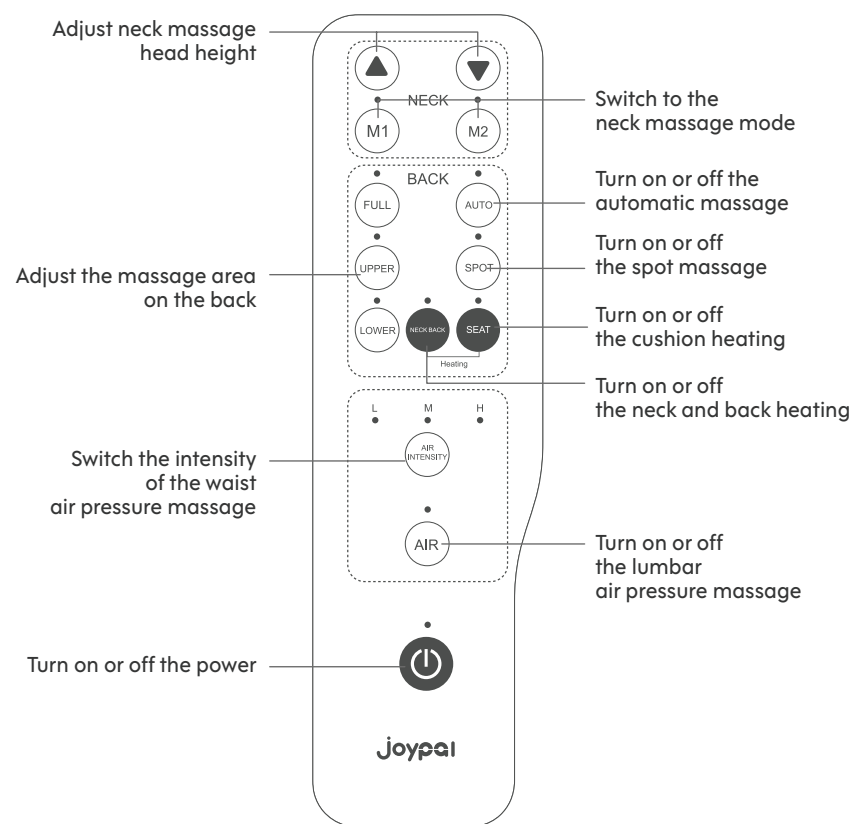 Adjust neck massage
head height
NECK
M1
M2
Switch to the
neck massage mode
BACK
FULL
AUTO
Turn on or off the
automatic massage
UPPER
SPOT
Turn on or off
the spot massage
Adjust the massage area
on the back
LOWER
NECK BACK
SEAT
Heating
Turn on or off
the cushion heating
Turn on or off
the neck and back heating
L M H
AIR
INTENSITY
Switch the intensity
of the waist
air pressure massage
AIR
Turn on or off
the lumbar
air pressure massage
Turn on or off the power
joypal